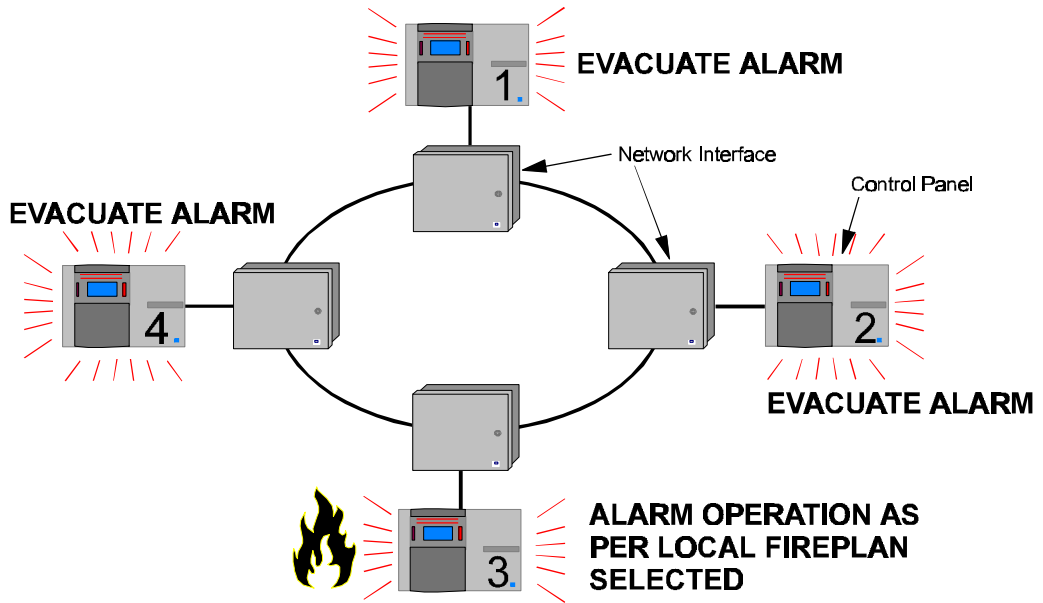 1
EVACUATE ALARM
Network Interface
Control Panel
EVACUATE ALARM
4
2
EVACUATE ALARM
3
ALARM OPERATION AS
PER LOCAL FIREPLAN
SELECTED